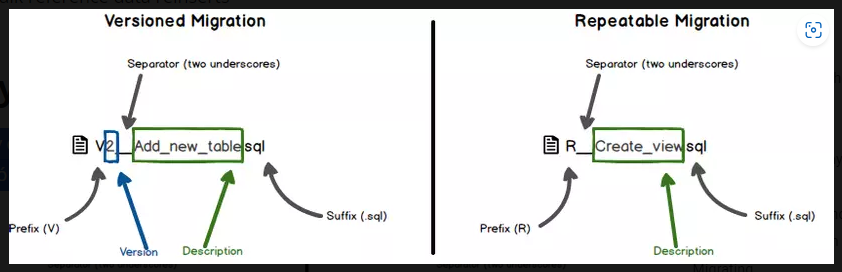 Versioned Migration
Separator (two underscores)
V2__Add_new_table.sql
Prefix (V)
Version
Description
Suffix (.sql)
Repeatable Migration
Separator (two underscores)
R__Create_view.sql
Prefix (R)
Description
Suffix (.sql)